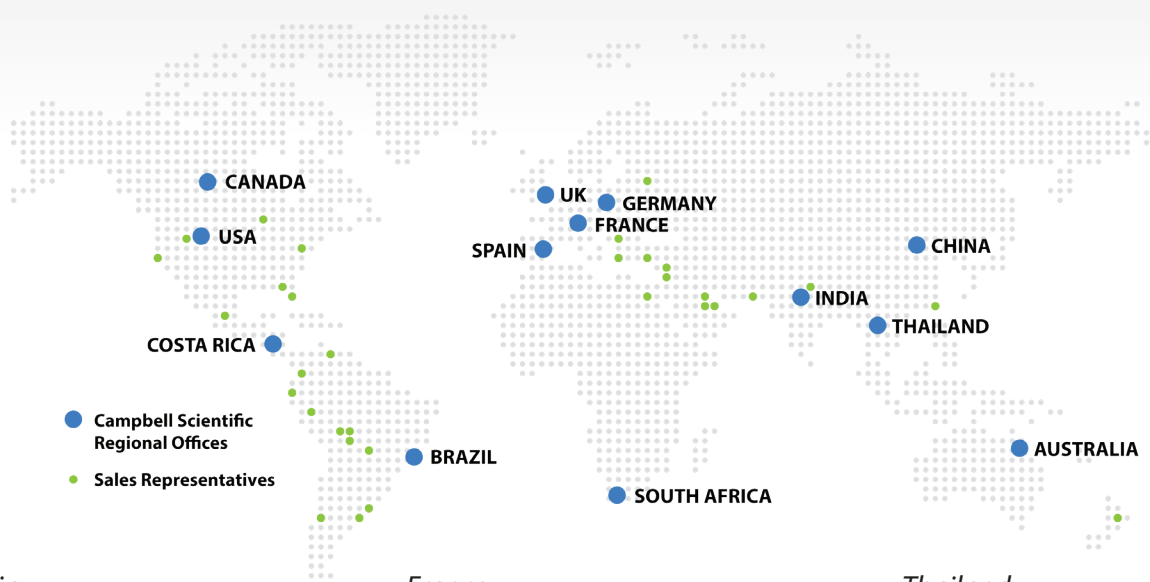 CANADA
UK
GERMANY
FRANCE
USA
SPAIN
CHINA
INDIA
THAILAND
COSTA RICA
Campbell Scientific
Regional Offices
AUSTRALIA
BRAZIL
Sales Representatives
SOUTH AFRICA